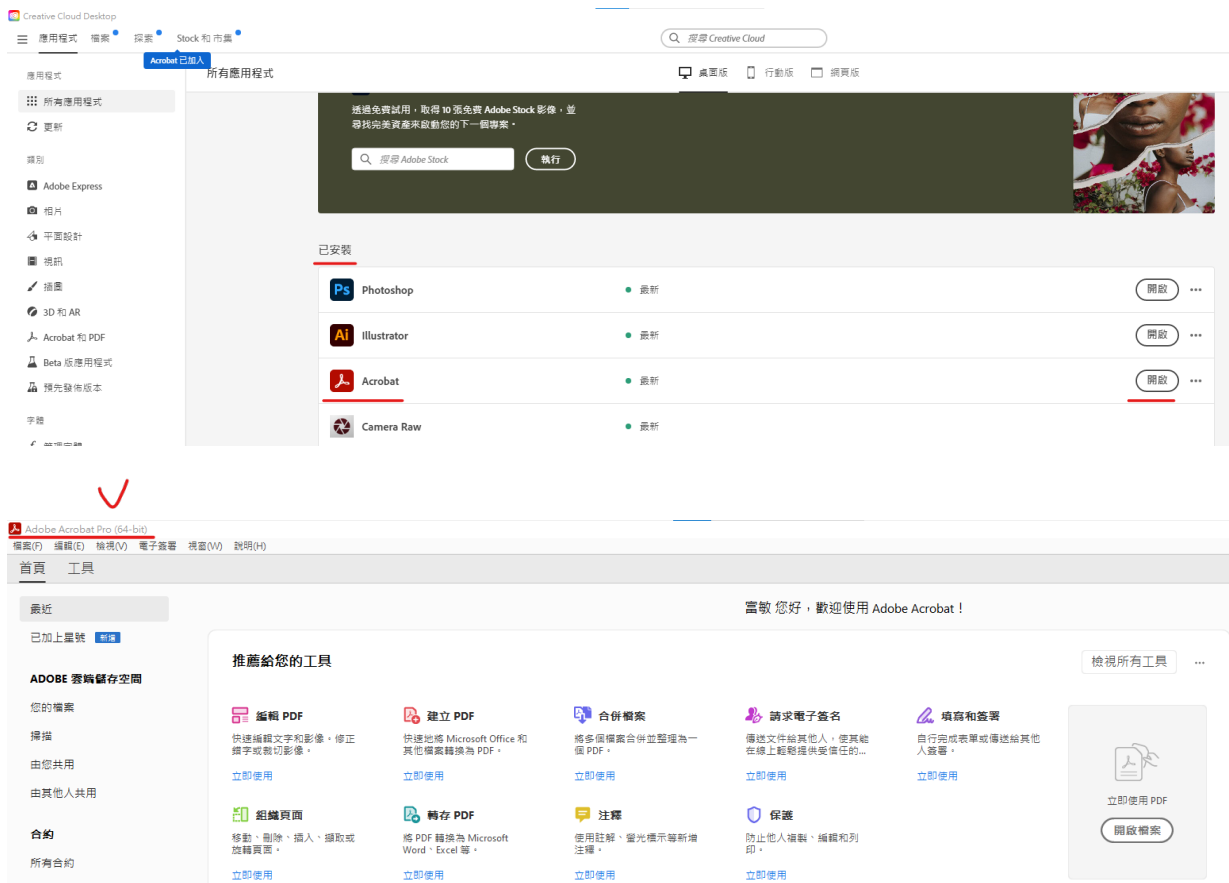 Creative Cloud Desktop
應用程式 檔案 探索 Stock 和 市集
搜尋 Creative Cloud
Acrobat 已加入
應用程式
所有應用程式
更新
類別
Adobe Express
相片
平面設計
視訊
插圖
3D 和 AR
Acrobat 和 PDF
Beta 版應用程式
預先發佈版本
字體
所有應用程式
桌面版 行動版 網頁版
透過免費試用,取得 10 張免費 Adobe Stock 影像,並
尋找完美資產來啟動您的下一個專案。
搜尋 Adobe Stock 執行
已安裝
Ps Photoshop 最新 開啟
Ai Illustrator 最新 開啟
Acrobat 最新 開啟
Camera Raw 最新
Adobe Acrobat Pro (64-bit)
檔案(F) 編輯(E) 檢視(V) 電子簽署 視窗(W) 說明(H)
首頁 工具
最近
已加上星號 新增
ADOBE 雲端儲存空間
您的檔案
掃描
由您共用
由其他人共用
合約
所有合約
富敏 您好,歡迎使用 Adobe Acrobat!
推薦給您的工具
檢視所有工具
編輯 PDF
快速編輯文字和影像。修正
錯字或裁切影像。
立即使用
建立 PDF
快速地將 Microsoft Office 和
其他檔案轉換為 PDF。
立即使用
合併檔案
將多個檔案合併並整理為一
個 PDF。
立即使用
請求電子簽名
傳送文件給其他人,使其能
在線上輕鬆提供受信任的...
立即使用
填寫和簽署
自行完成表單或傳送給其他
人簽署。
立即使用
組織頁面
移動、刪除、插入、擷取或
旋轉頁面。
立即使用
轉存 PDF
將 PDF 轉換為 Microsoft
Word、Excel 等。
立即使用
注釋
使用註解、螢光標示等新增
注釋。
立即使用
保護
防止他人複製、編輯和列
印。
立即使用
立即使用 PDF
開啟檔案